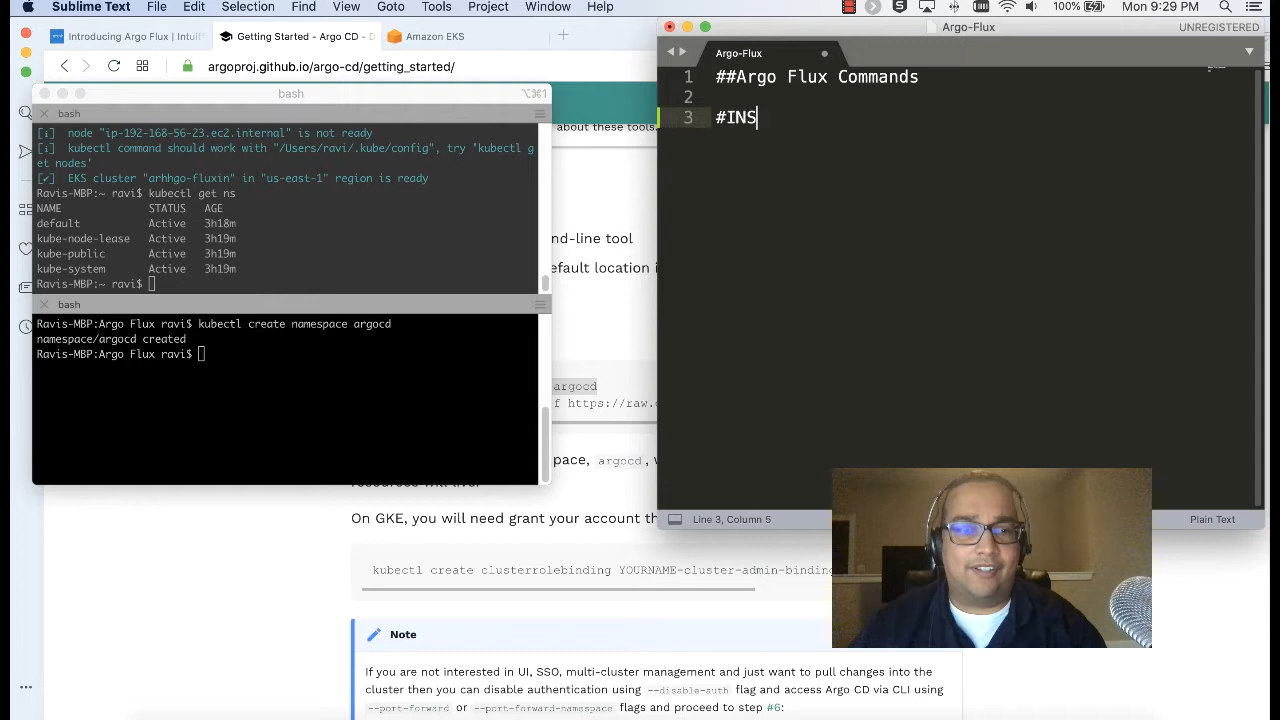 Sublime Text File Edit Selection Find View Goto Tools Project Window Help
100% Mon 9:29 PM
Introducing Argo Flux | Intuit
Getting Started - Argo CD - D
Amazon EKS
argoproj.github.io/argo-cd/getting_started/
bash
⌥⌘1
bash
[i] node "ip-192-168-56-23.ec2.internal" is not ready
[i] kubectl command should work with "/Users/ravi/.kube/config", try 'kubectl g
et nodes'
[✔] EKS cluster "arhhgo-fluxin" in "us-east-1" region is ready
Ravis-MBP:~ ravi$ kubectl get ns
NAME STATUS AGE
default Active 3h18m
kube-node-lease Active 3h19m
kube-public Active 3h19m
kube-system Active 3h19m
Ravis-MBP:~ ravi$
bash
Ravis-MBP:Argo Flux ravi$ kubectl create namespace argocd
namespace/argocd created
Ravis-MBP:Argo Flux ravi$
about these tools.
nd-line tool
efault location i
argocd
f https://raw.
pace, argocd,
On GKE, you will need grant your account th
kubectl create clusterrolebinding YOURNAME-cluster-admin-binding
Note
If you are not interested in UI, SSO, multi-cluster management and just want to pull changes into the
cluster then you can disable authentication using --disable-auth flag and access Argo CD via CLI using
--port-forward or --port-forward-namespace flags and proceed to step #6:
Argo-Flux
UNREGISTERED
Argo-Flux
1 ##Argo Flux Commands
2
3 #INS
Line 3, Column 5
Plain Text